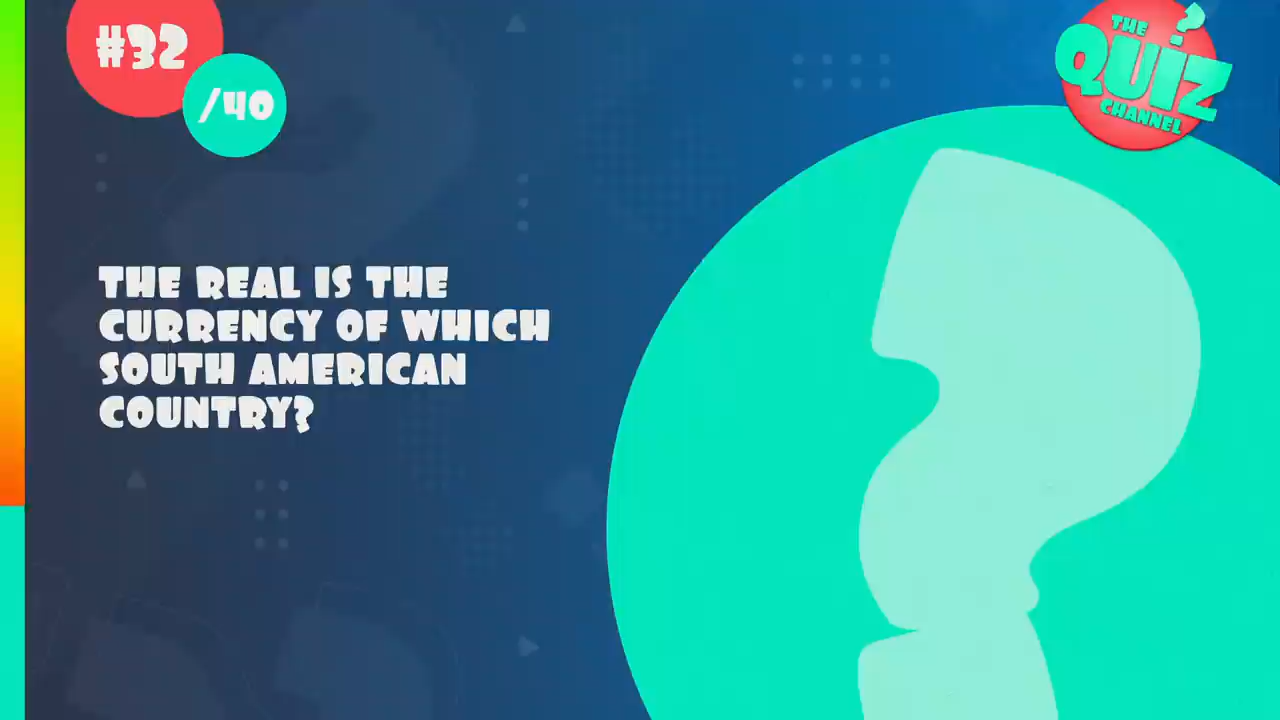 #32
/40
THE
QUIZ
CHANNEL
THE REAL IS THE
CURRENCY OF WHICH
SOUTH AMERICAN
COUNTRY?